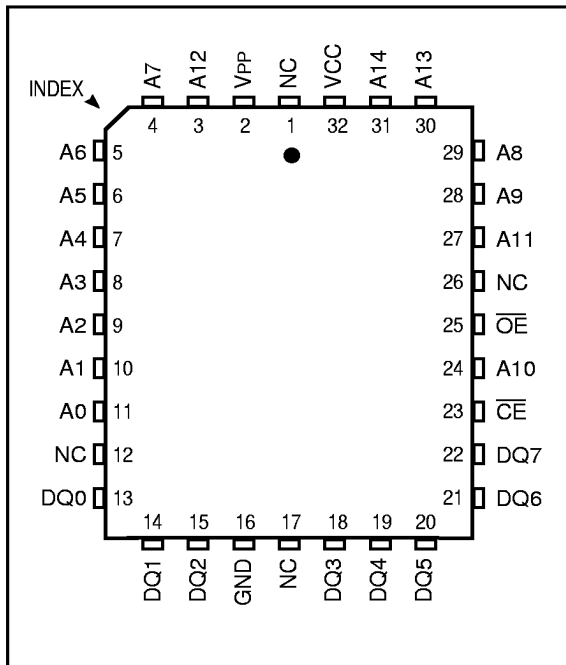 A7 A12 VPP NC VCC A14 A13
INDEX
4 3 2 1 32 31 30
A6 5 29 A8
A5 6 28 A9
A4 7 27 A11
A3 8 26 NC
A2 9 25 O̅E̅
A1 10 24 A10
A0 11 23 C̅E̅
NC 12 22 DQ7
DQ0 13 21 DQ6
14 15 16 17 18 19 20
DQ1 DQ2 GND NC DQ3 DQ4 DQ5